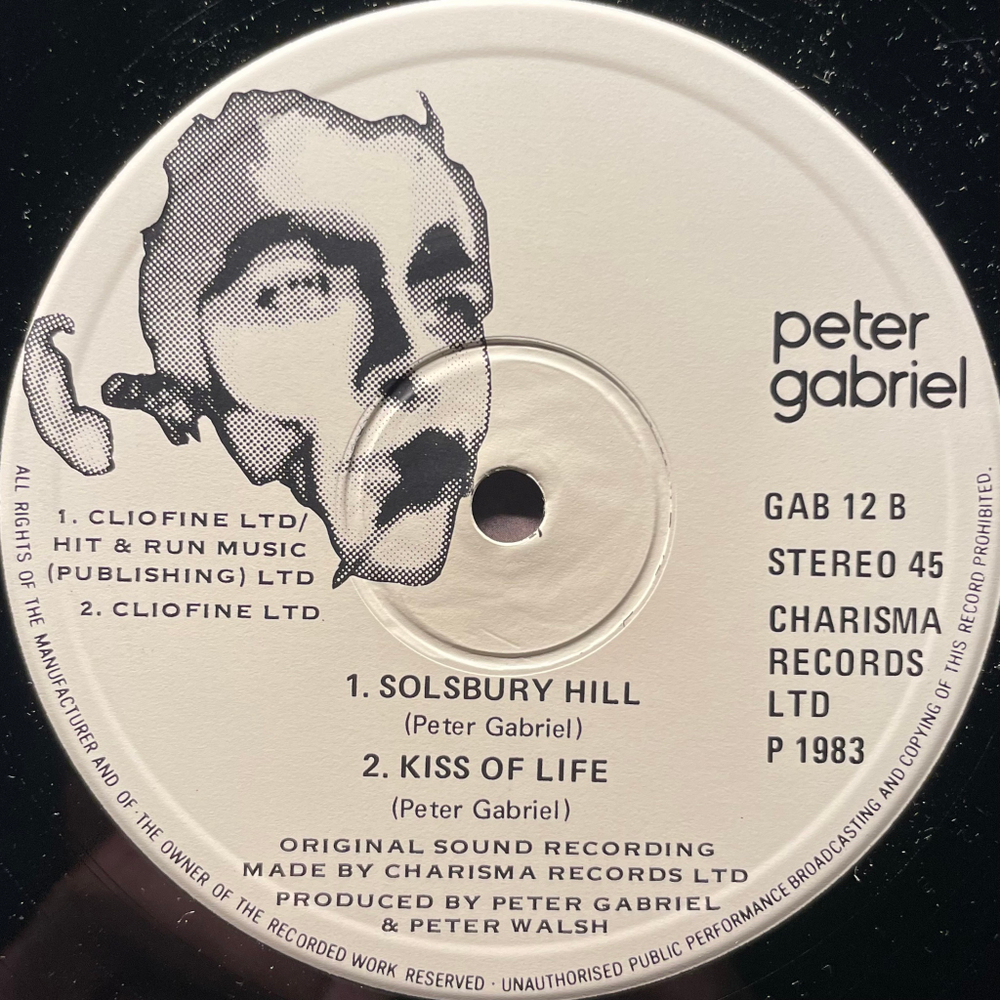 peter
gabriel
GAB 12 B
STEREO 45
CHARISMA
RECORDS
LTD
P 1983
1. CLIOFINE LTD/
HIT & RUN MUSIC
(PUBLISHING) LTD
2. CLIOFINE LTD.
1. SOLSBURY HILL
(Peter Gabriel)
2. KISS OF LIFE
(Peter Gabriel)
ORIGINAL SOUND RECORDING
MADE BY CHARISMA RECORDS LTD
PRODUCED BY PETER GABRIEL
& PETER WALSH
ALL RIGHTS OF THE MANUFACTURER AND OF THE OWNER OF THE RECORDED WORK RESERVED · UNAUTHORISED PUBLIC PERFORMANCE BROADCASTING AND COPYING OF THIS RECORD PROHIBITED.